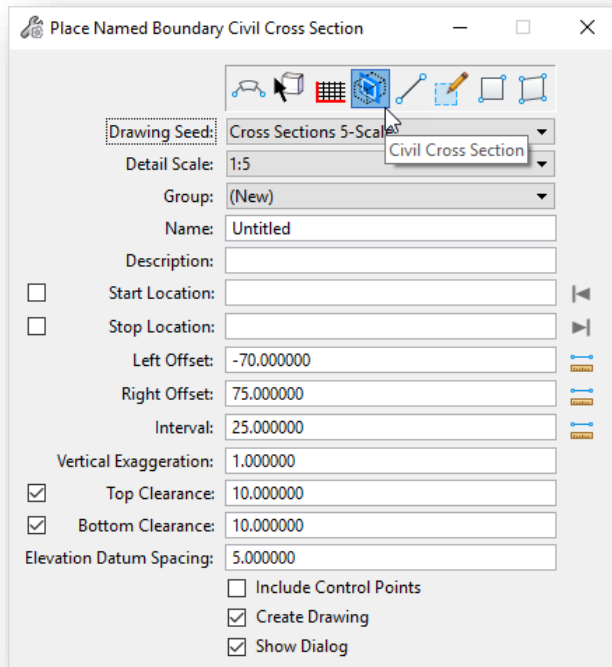 Place Named Boundary Civil Cross Section
Drawing Seed: Cross Sections 5-Scale
Civil Cross Section
Detail Scale: 1:5
Group: (New)
Name: Untitled
Description:
Start Location:
Stop Location:
Left Offset: -70.000000
Right Offset: 75.000000
Interval: 25.000000
Vertical Exaggeration: 1.000000
Top Clearance: 10.000000
Bottom Clearance: 10.000000
Elevation Datum Spacing: 5.000000
Include Control Points
Create Drawing
Show Dialog